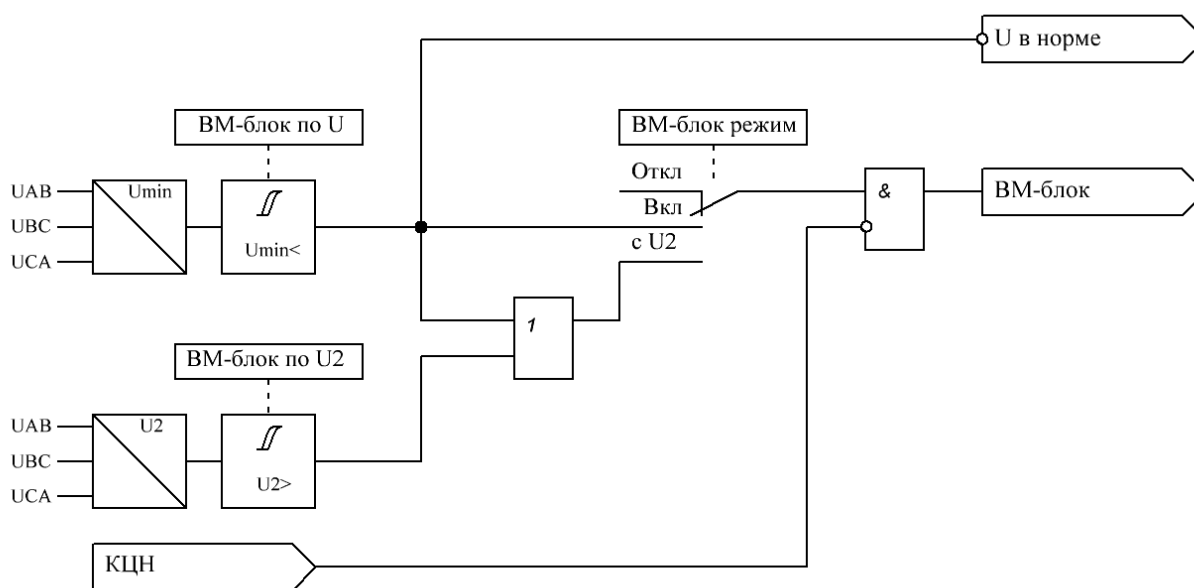 U в норме
ВМ-блок по U
ВМ-блок режим
UAB
UBC
UCA
Umin
Umin<
Откл
Вкл
с U2
&
ВМ-блок
1
ВМ-блок по U2
UAB
UBC
UCA
U2
U2>
КЦН